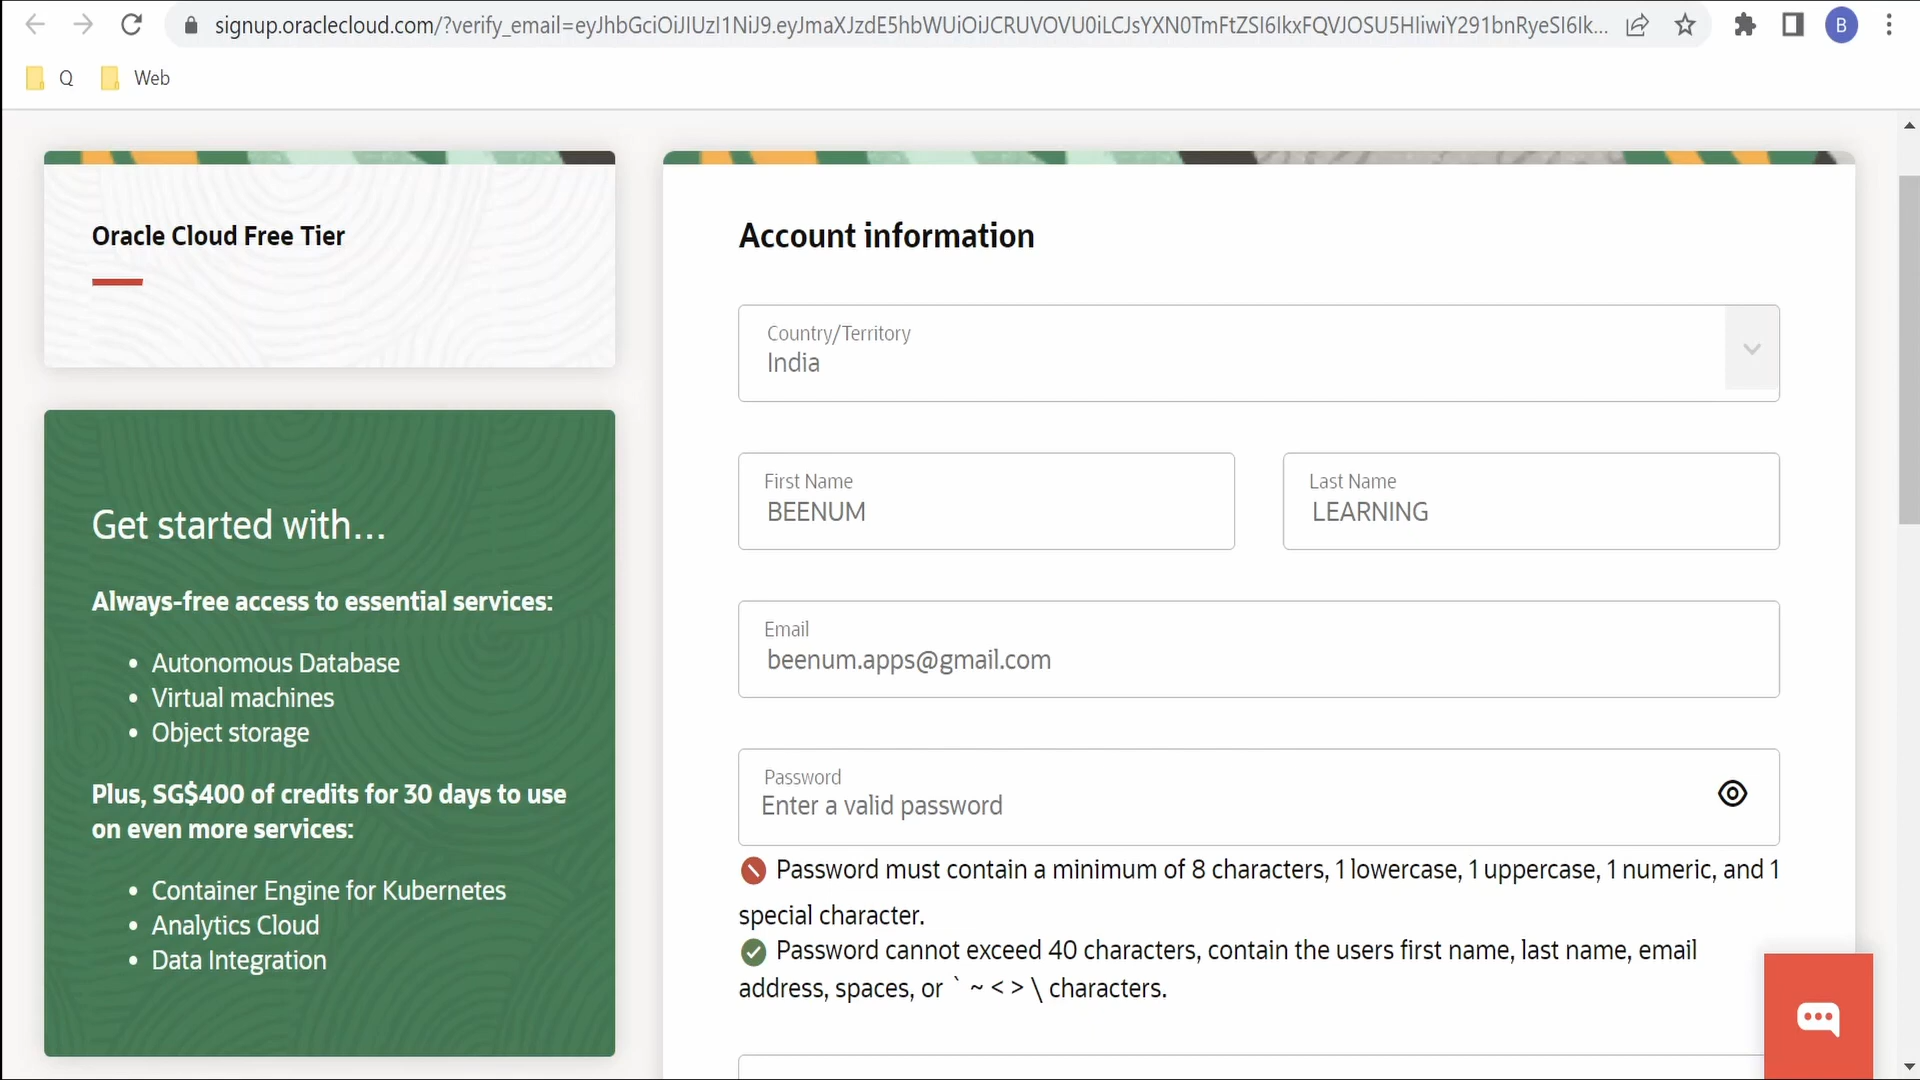 signup.oraclecloud.com/?verify_email=eyJhbGciOiJIUzI1NiJ9.eyJmaXJzdE5hbWUiOiJCRUVOVU0iLCJsYXN0TmFtZSI6IkxFQVJOSU5HIiwiY291bnRyeSI6Ik...
B
Q
Web
Oracle Cloud Free Tier
Get started with...
Always-free access to essential services:
• Autonomous Database
• Virtual machines
• Object storage
Plus, SG$400 of credits for 30 days to use
on even more services:
• Container Engine for Kubernetes
• Analytics Cloud
• Data Integration
Account information
Country/Territory
India
First Name
BEENUM
Last Name
LEARNING
Email
beenum.apps@gmail.com
Password
Enter a valid password
Password must contain a minimum of 8 characters, 1 lowercase, 1 uppercase, 1 numeric, and 1
special character.
Password cannot exceed 40 characters, contain the users first name, last name, email
address, spaces, or ` ~ < > \ characters.